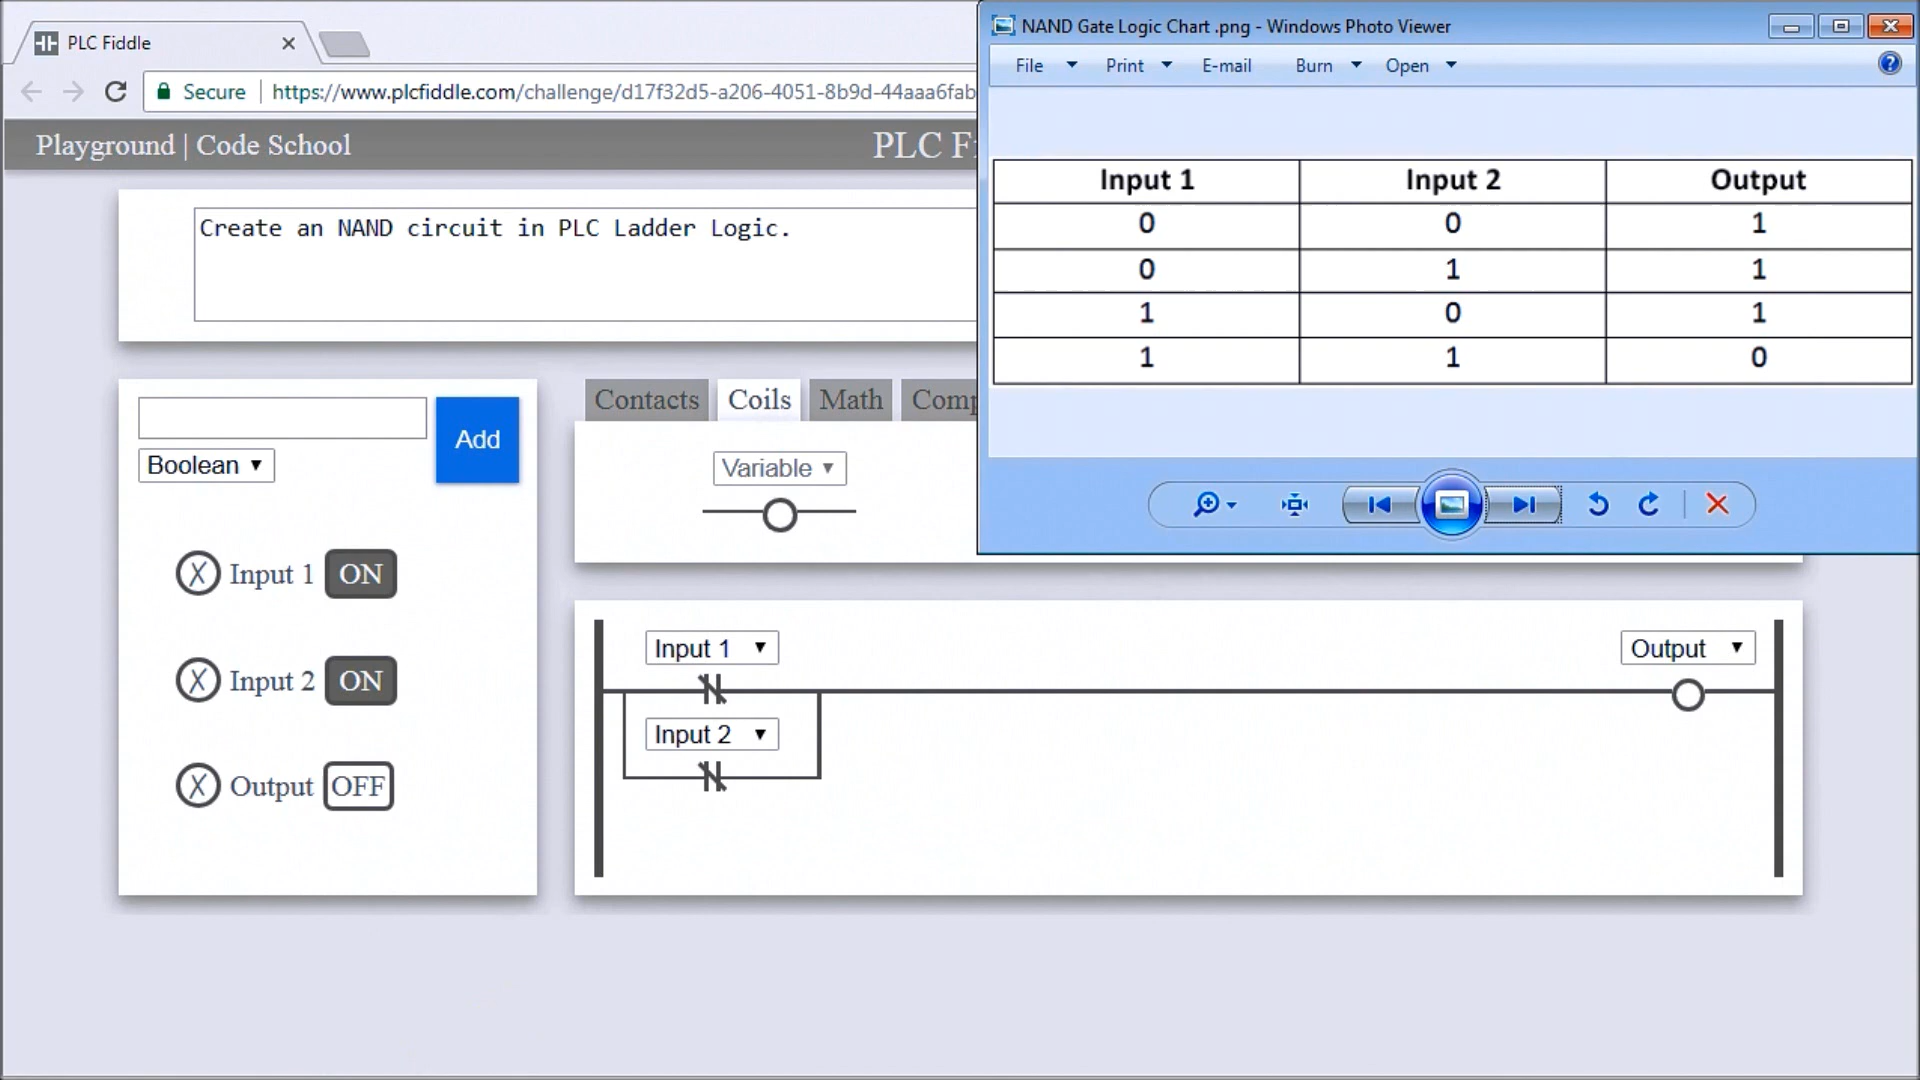 PLC Fiddle
Secure https://www.plcfiddle.com/challenge/d17f32d5-a206-4051-8b9d-44aaa6fab
Playground | Code School
PLC F
Create an NAND circuit in PLC Ladder Logic.
NAND Gate Logic Chart .png - Windows Photo Viewer
File Print E-mail Burn Open
Input 1 Input 2 Output
0 0 1
0 1 1
1 0 1
1 1 0
Add
Boolean
Input 1 ON
Input 2 ON
Output OFF
Contacts Coils Math Comp
Variable
Input 1
Output
Input 2